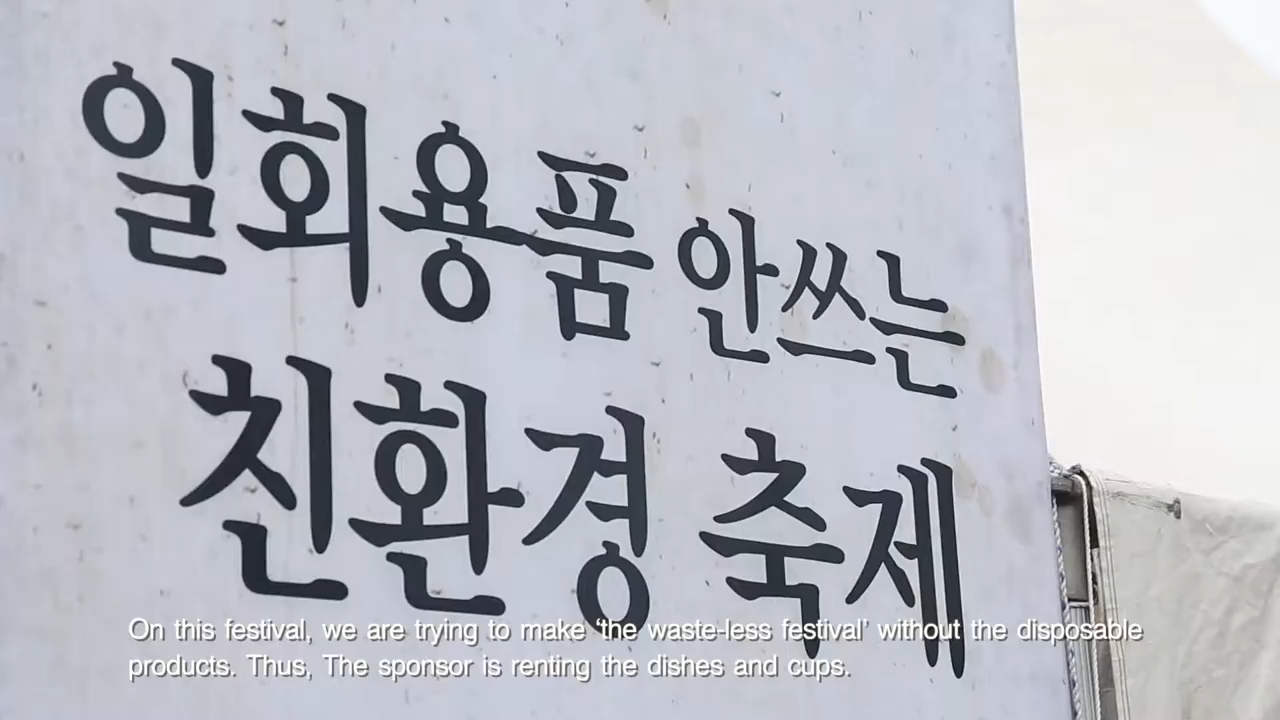 일회용품 안쓰는
친환경 축제
On this festival, we are trying to make ‘the waste-less festival’ without the disposable
products. Thus, The sponsor is renting the dishes and cups.